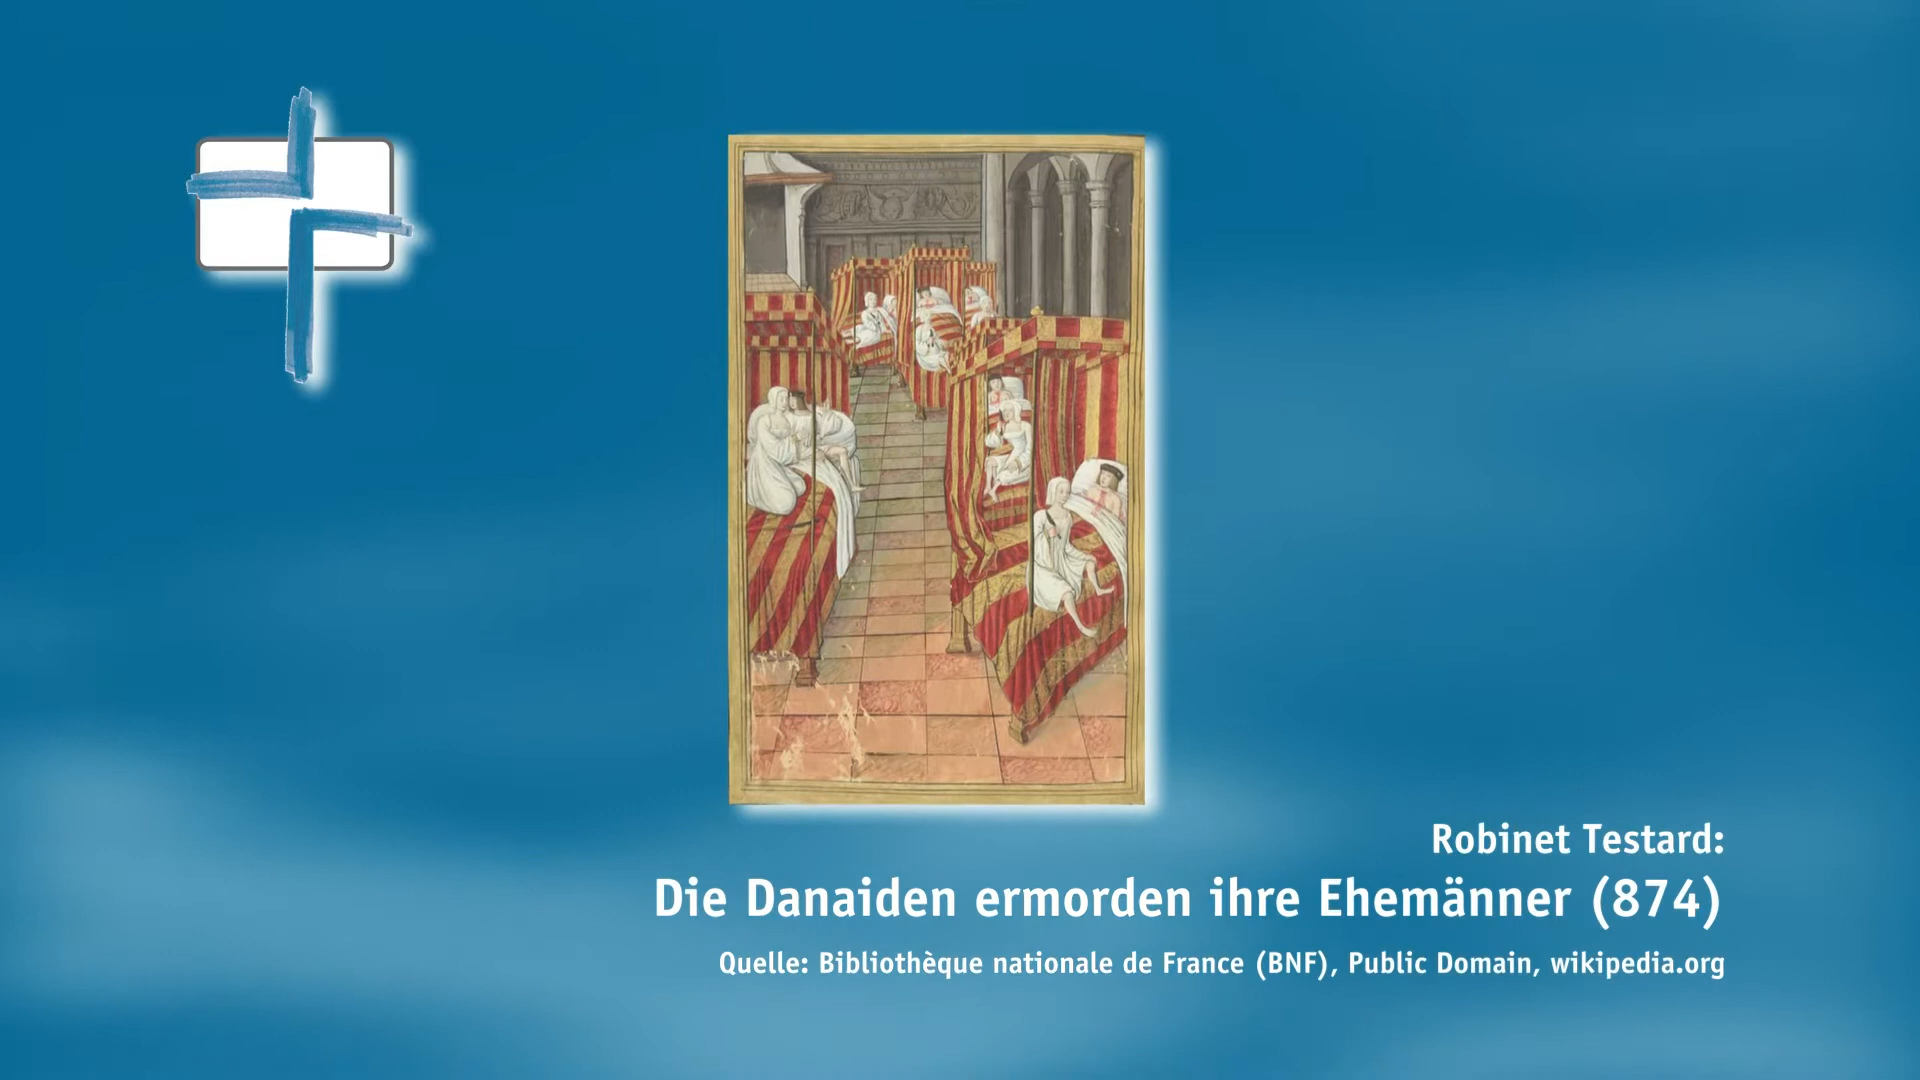 Robinet Testard:
Die Danaiden ermorden ihre Ehemänner (874)
Quelle: Bibliothèque nationale de France (BNF), Public Domain, wikipedia.org